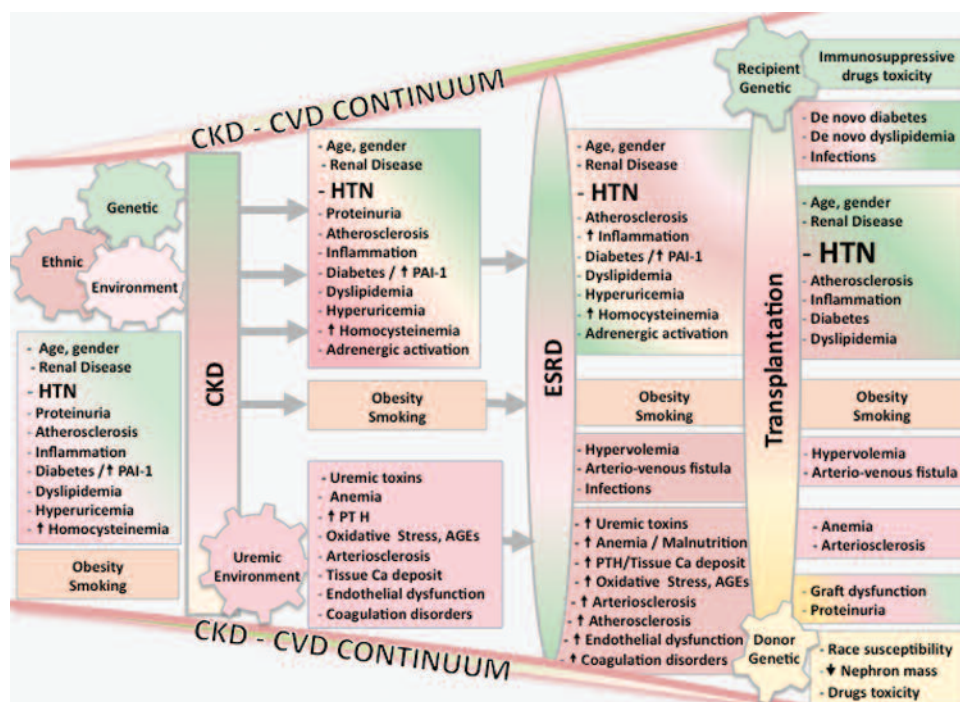 CKD - CVD CONTINUUM
Genetic
Ethnic
Environment
- Age, gender
- Renal Disease
- HTN
- Proteinuria
- Atherosclerosis
- Inflammation
- Diabetes /↑ PAI-1
- Dyslipidemia
- Hyperuricemia
- ↑ Homocysteinemia
Obesity
Smoking
CKD
Uremic
Environment
- Age, gender
- Renal Disease
- HTN
- Proteinuria
- Atherosclerosis
- Inflammation
- Diabetes / ↑ PAI-1
- Dyslipidemia
- Hyperuricemia
- ↑ Homocysteinemia
- Adrenergic activation
Obesity
Smoking
- Uremic toxins
- Anemia
- ↑ PT H
- Oxidative Stress, AGEs
- Arteriosclerosis
- Tissue Ca deposit
- Endothelial dysfunction
- Coagulation disorders
ESRD
- Age, gender
- Renal Disease
- HTN
- Atherosclerosis
- ↑ Inflammation
- Diabetes /↑ PAI-1
- Dyslipidemia
- Hyperuricemia
- ↑ Homocysteinemia
- Adrenergic activation
Obesity
Smoking
- Hypervolemia
- Arterio-venous fistula
- Infections
- ↑ Uremic toxins
- ↑ Anemia / Malnutrition
- ↑ PTH/Tissue Ca deposit
- ↑ Oxidative Stress, AGEs
- ↑ Arteriosclerosis
- ↑ Atherosclerosis
- ↑ Endothelial dysfunction
- ↑ Coagulation disorders
Recipient
Genetic
Transplantation
Donor
Genetic
Immunosuppressive
drugs toxicity
- De novo diabetes
- De novo dyslipidemia
- Infections
- Age, gender
- Renal Disease
- HTN
- Atherosclerosis
- Inflammation
- Diabetes
- Dyslipidemia
Obesity
Smoking
- Hypervolemia
- Arterio-venous fistula
- Anemia
- Arteriosclerosis
- Graft dysfunction
- Proteinuria
- Race susceptibility
- ↓ Nephron mass
- Drugs toxicity
CKD - CVD CONTINUUM